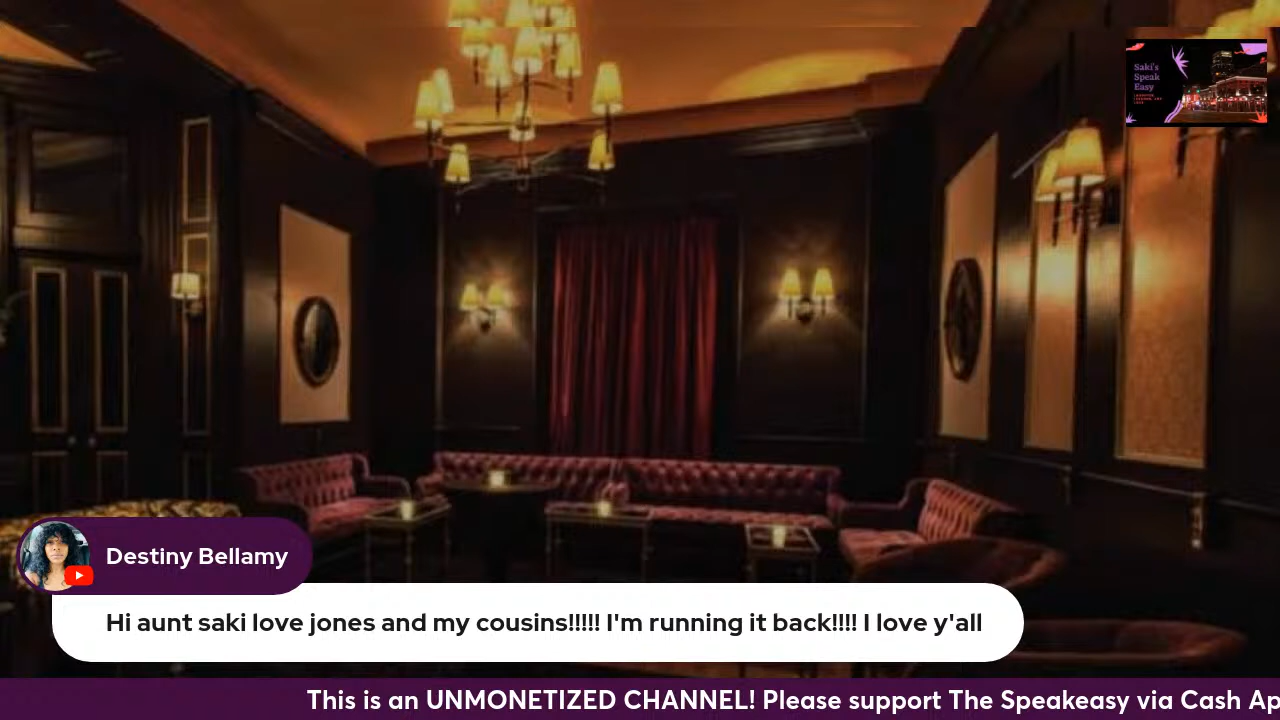 Saki's
Speak
Easy
Destiny Bellamy
Hi aunt saki love jones and my cousins!!!!! I'm running it back!!!! I love y'all
This is an UNMONETIZED CHANNEL! Please support The Speakeasy via Cash Ap